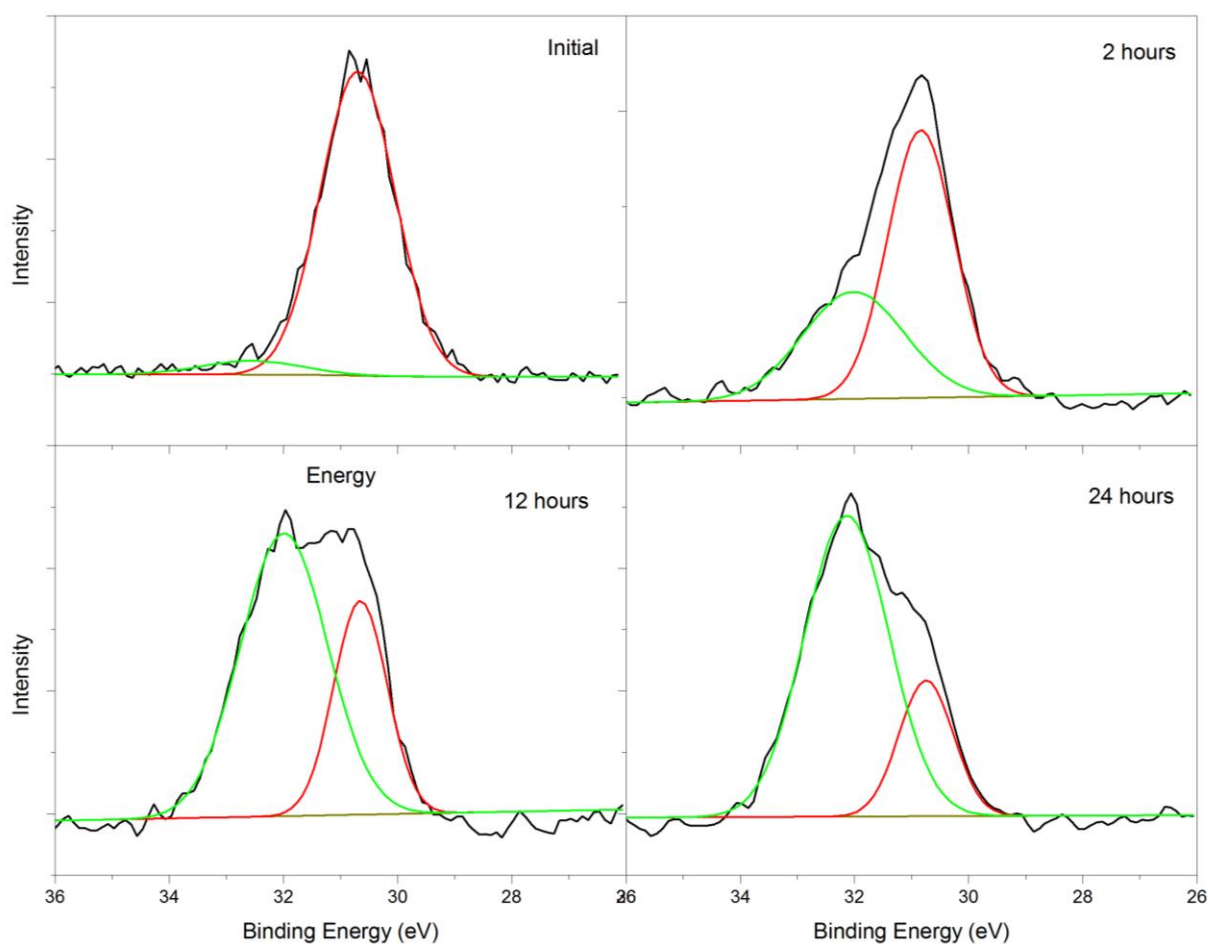 Initial
2 hours
Intensity
Energy
12 hours
24 hours
Intensity
36 34 32 30 28 26 34 32 30 28 26
Binding Energy (eV) Binding Energy (eV)